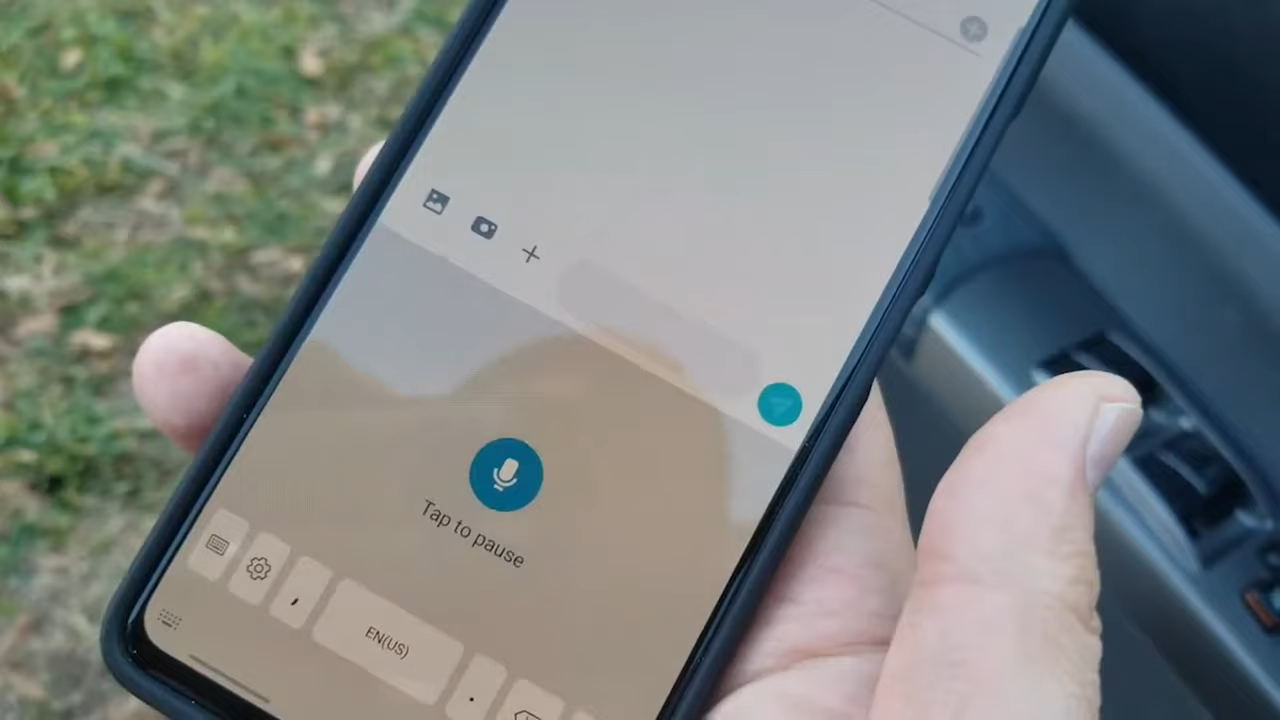 Tap to pause
,
EN(US)
.